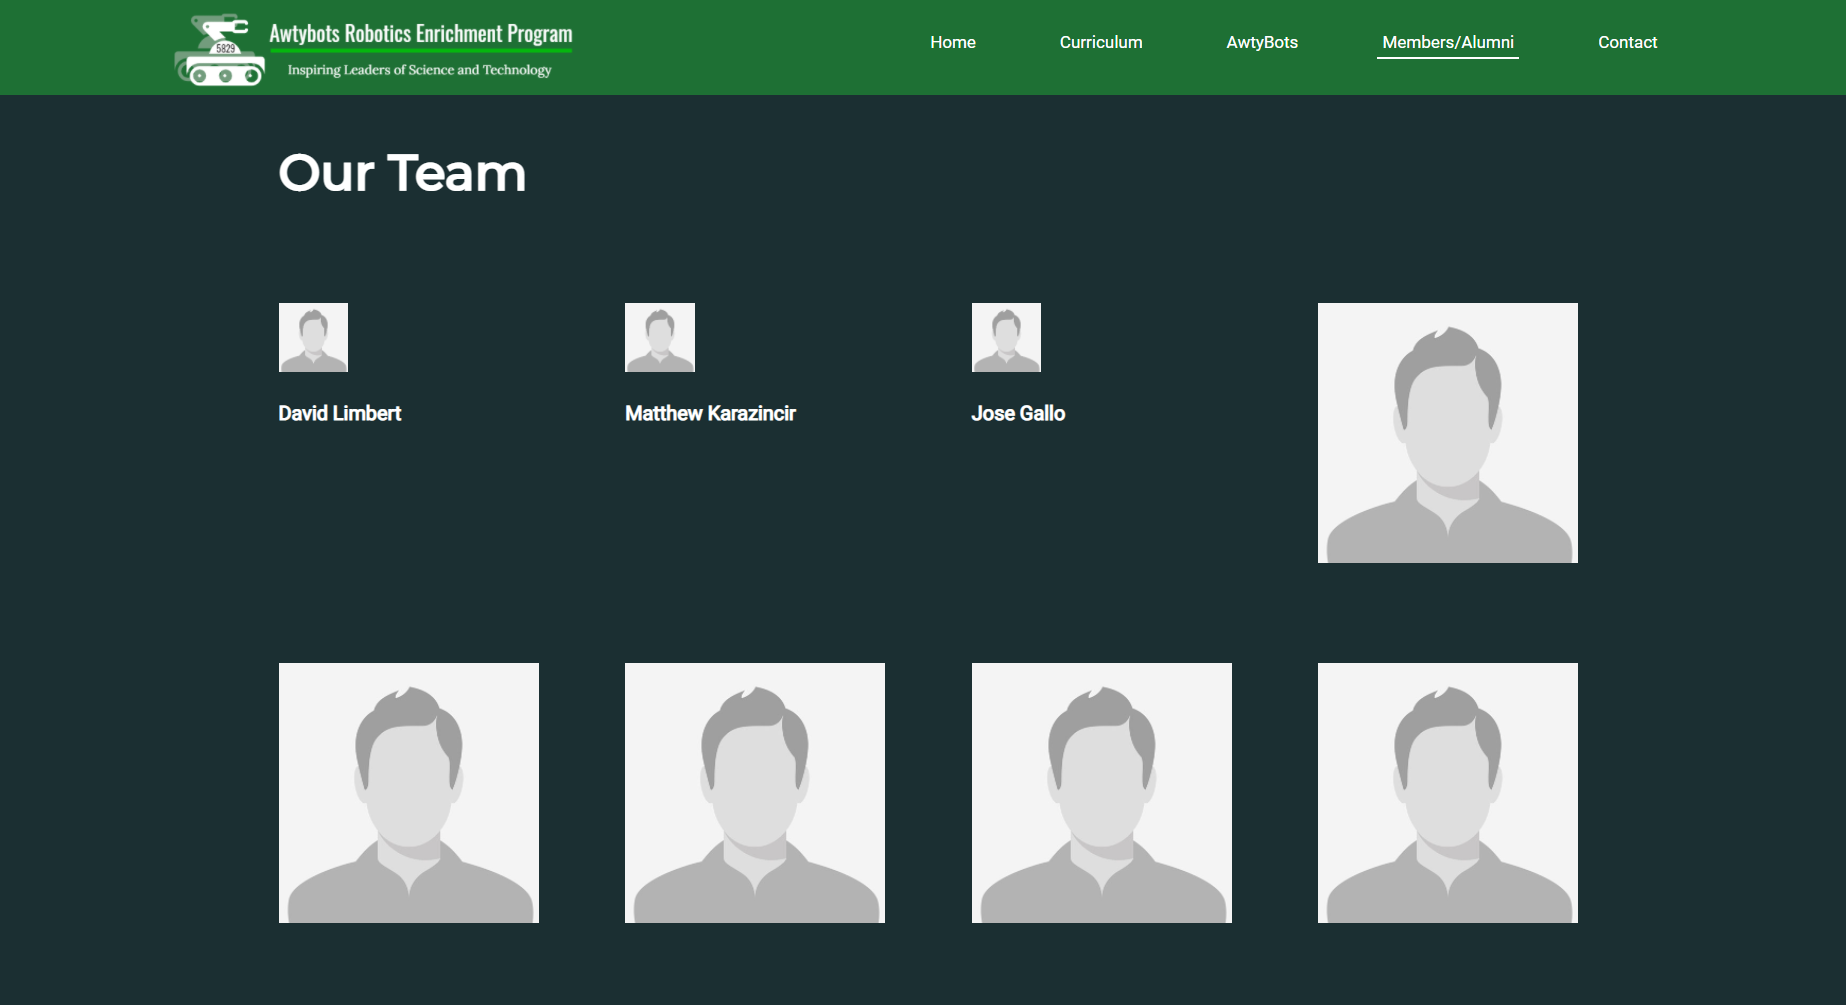 5829
Awtybots Robotics Enrichment Program
Inspiring Leaders of Science and Technology
Home
Curriculum
AwtyBots
Members/Alumni
Contact
Our Team
David Limbert
Matthew Karazincir
Jose Gallo